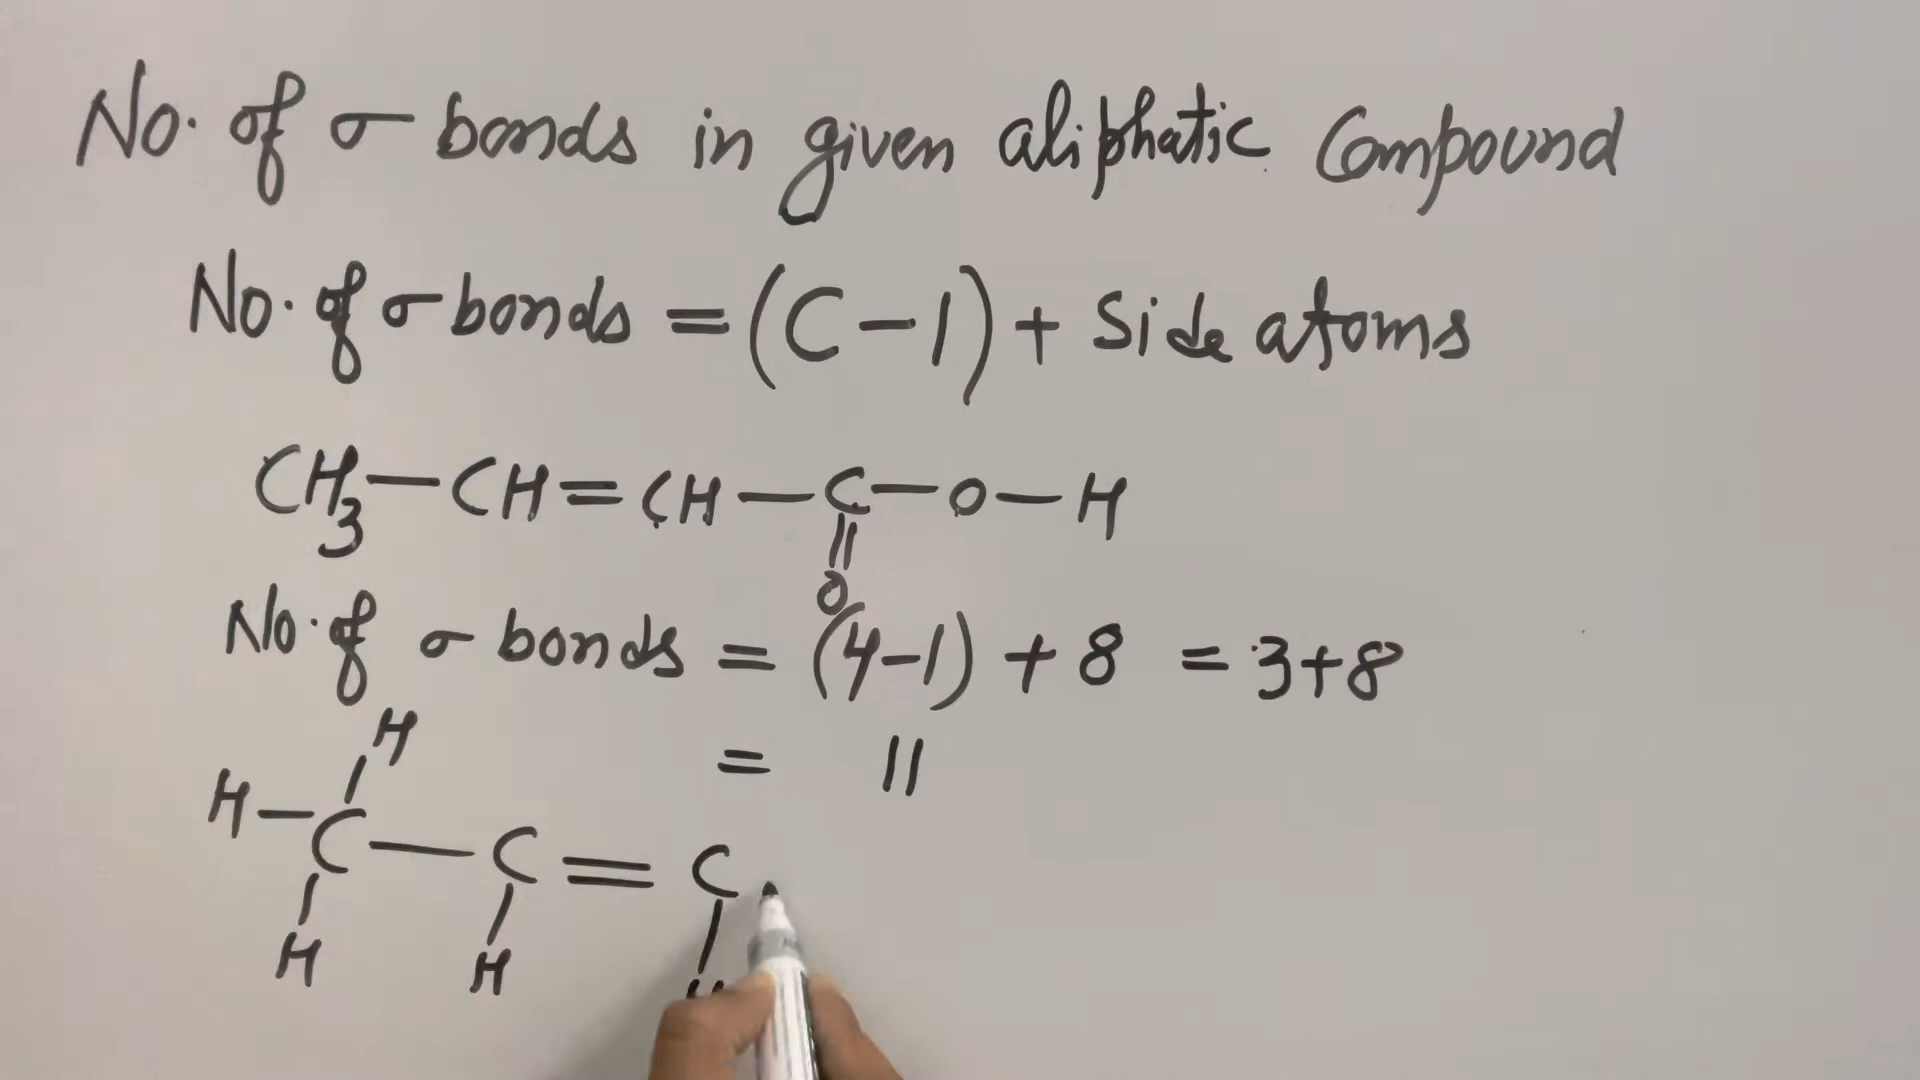 No. of σ bonds in given aliphatic Compound
No. of σ bonds = (C - 1) + Side atoms
CH3 — CH = CH — C — O — H
||
O
No. of σ bonds = (4-1) + 8 = 3+8
= 11
H
H — C — C = C
H H